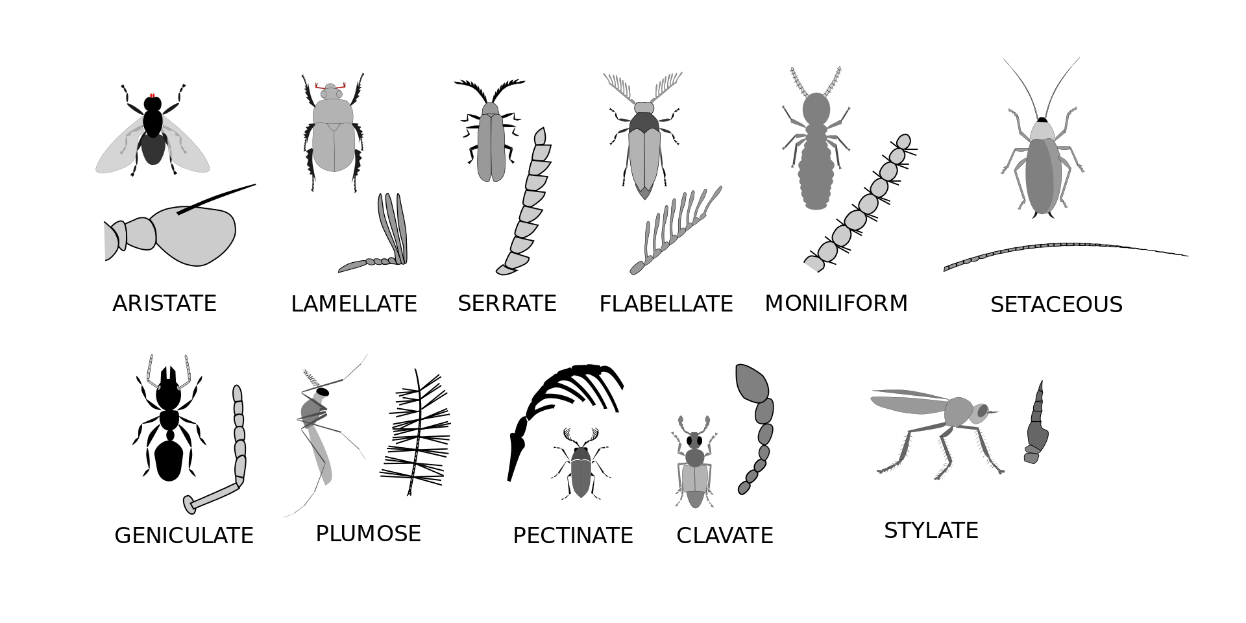 ARISTATE
LAMELLATE
SERRATE
FLABELLATE
MONILIFORM
SETACEOUS
GENICULATE
PLUMOSE
PECTINATE
CLAVATE
STYLATE